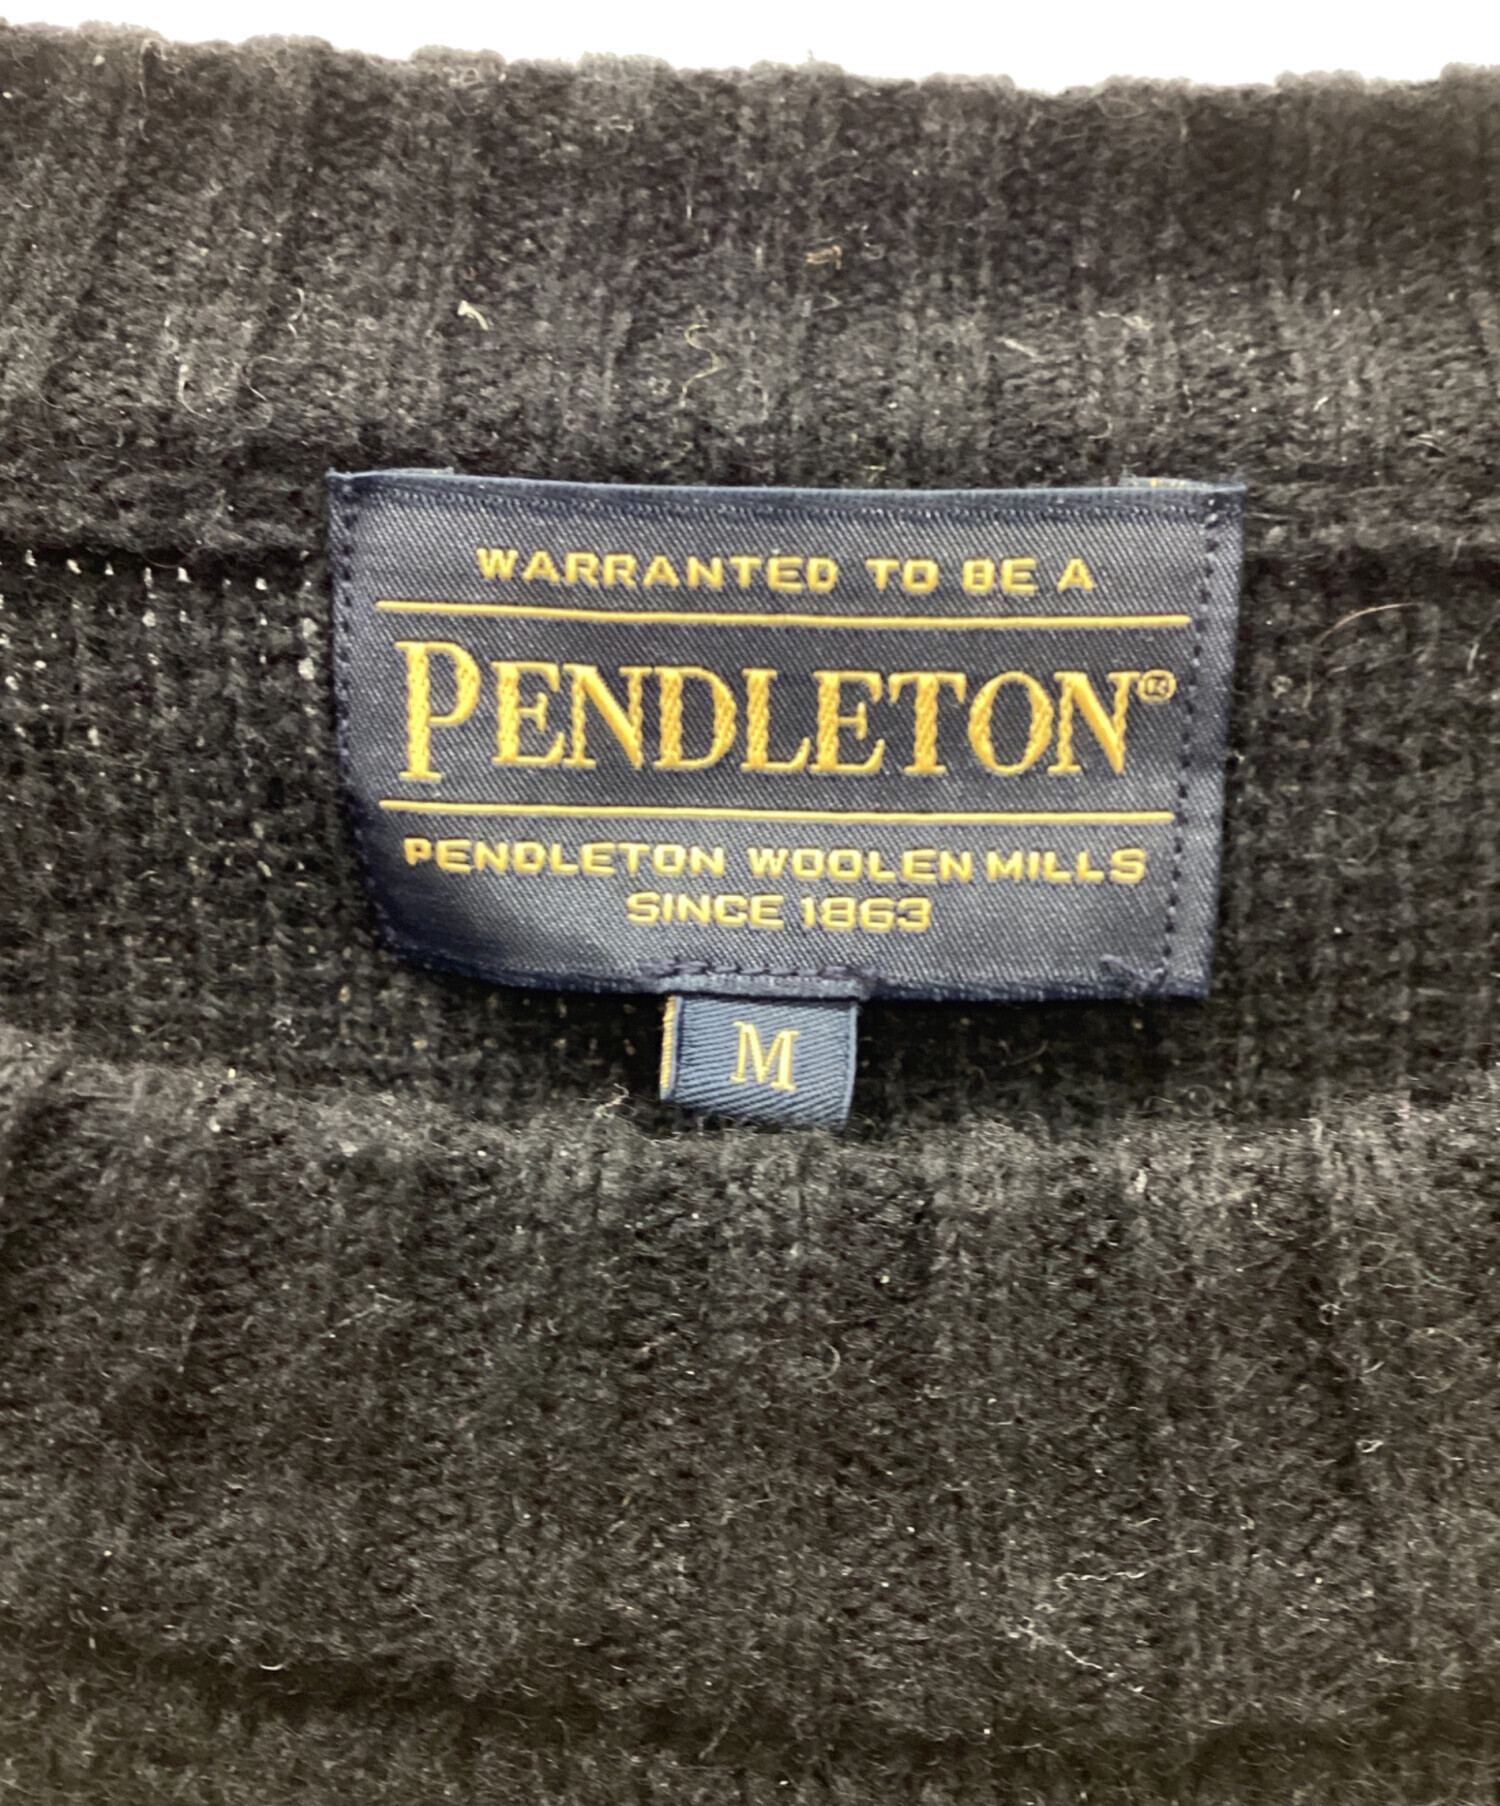 WARRANTED TO BE A
PENDLETON®
PENDLETON WOOLEN MILLS
SINCE 1863
M